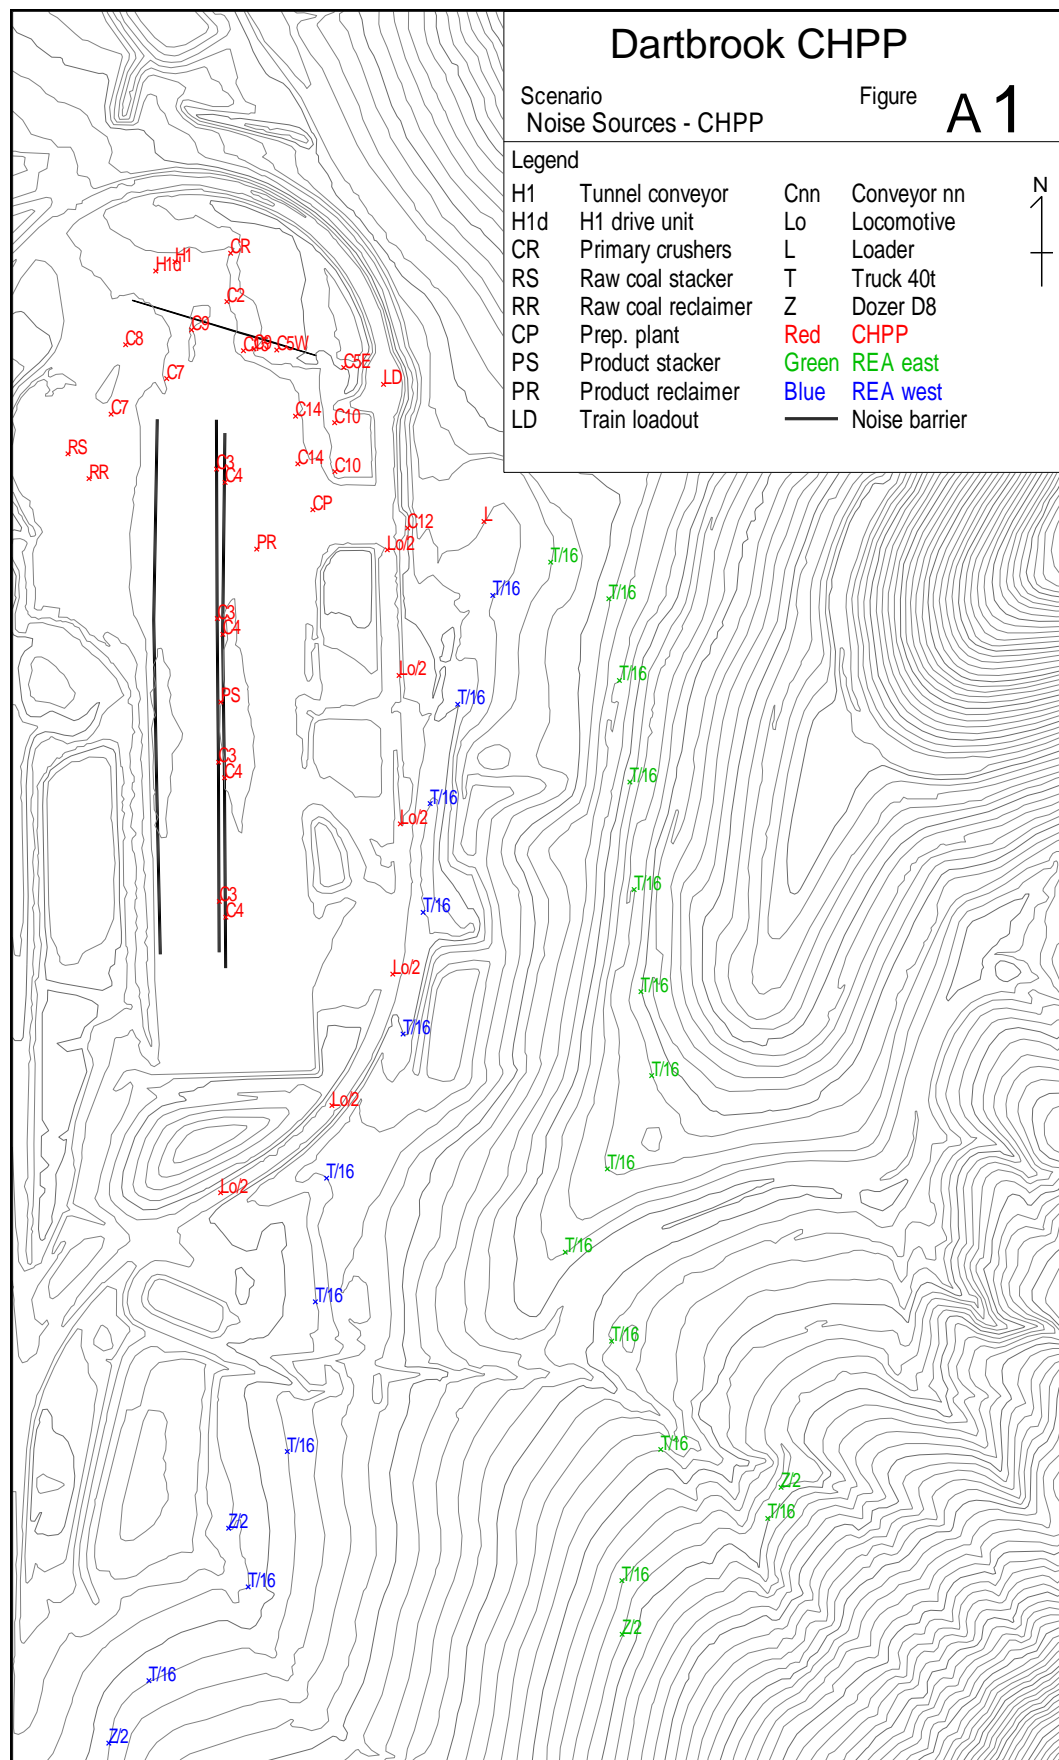 Dartbrook CHPP
Scenario
Noise Sources - CHPP
Figure A 1
Legend
H1 Tunnel conveyor Cnn Conveyor nn
H1d H1 drive unit Lo Locomotive
CR Primary crushers L Loader
RS Raw coal stacker T Truck 40t
RR Raw coal reclaimer Z Dozer D8
CP Prep. plant Red CHPP
PS Product stacker Green REA east
PR Product reclaimer Blue REA west
LD Train loadout Noise barrier
N
CR
H1
H1d
C2
C9
C8
C9
C5W
C5E
C7
LD
C7
C14
C10
RS
C3
C14
C10
RR
C4
CP
L
C12
PR
Lo/2
T/16
T/16
T/16
C3
C4
Lo/2
T/16
PS
T/16
C3
C4
T/16
T/16
Lo/2
T/16
C3
T/16
C4
Lo/2
T/16
T/16
T/16
Lo/2
T/16
T/16
Lo/2
T/16
T/16
T/16
T/16
T/16
Z/2
T/16
Z/2
T/16
T/16
Z/2
T/16
Z/2